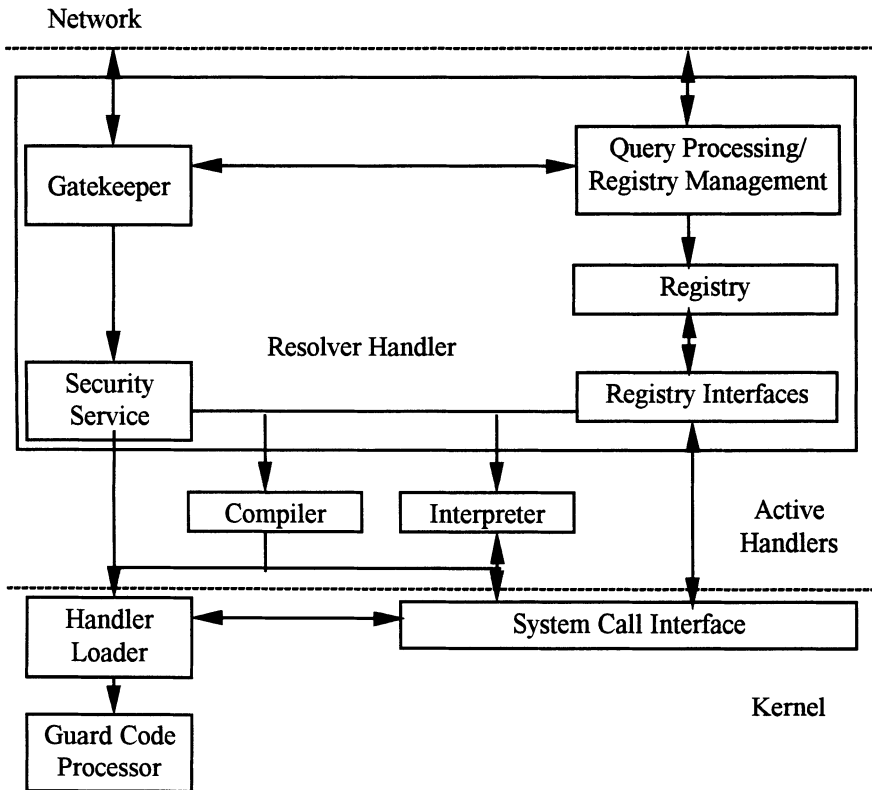 Network
Gatekeeper
Query Processing/
Registry Management
Registry
Resolver Handler
Security
Service
Registry Interfaces
Compiler
Interpreter
Active
Handlers
Handler
Loader
System Call Interface
Kernel
Guard Code
Processor